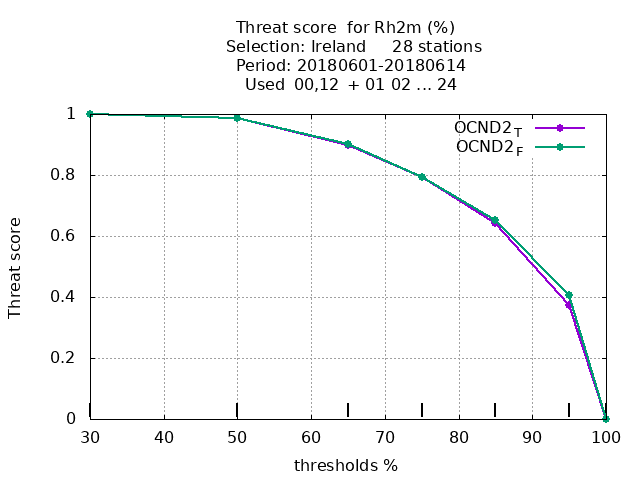 Threat score  for Rh2m (%)
Selection: Ireland     28 stations
Period: 20180601-20180614
Used  00,12  + 01 02 ... 24
OCND2T
OCND2F
1
0.8
0.6
0.4
0.2
0
Threat score
30 40 50 60 70 80 90 100
thresholds %